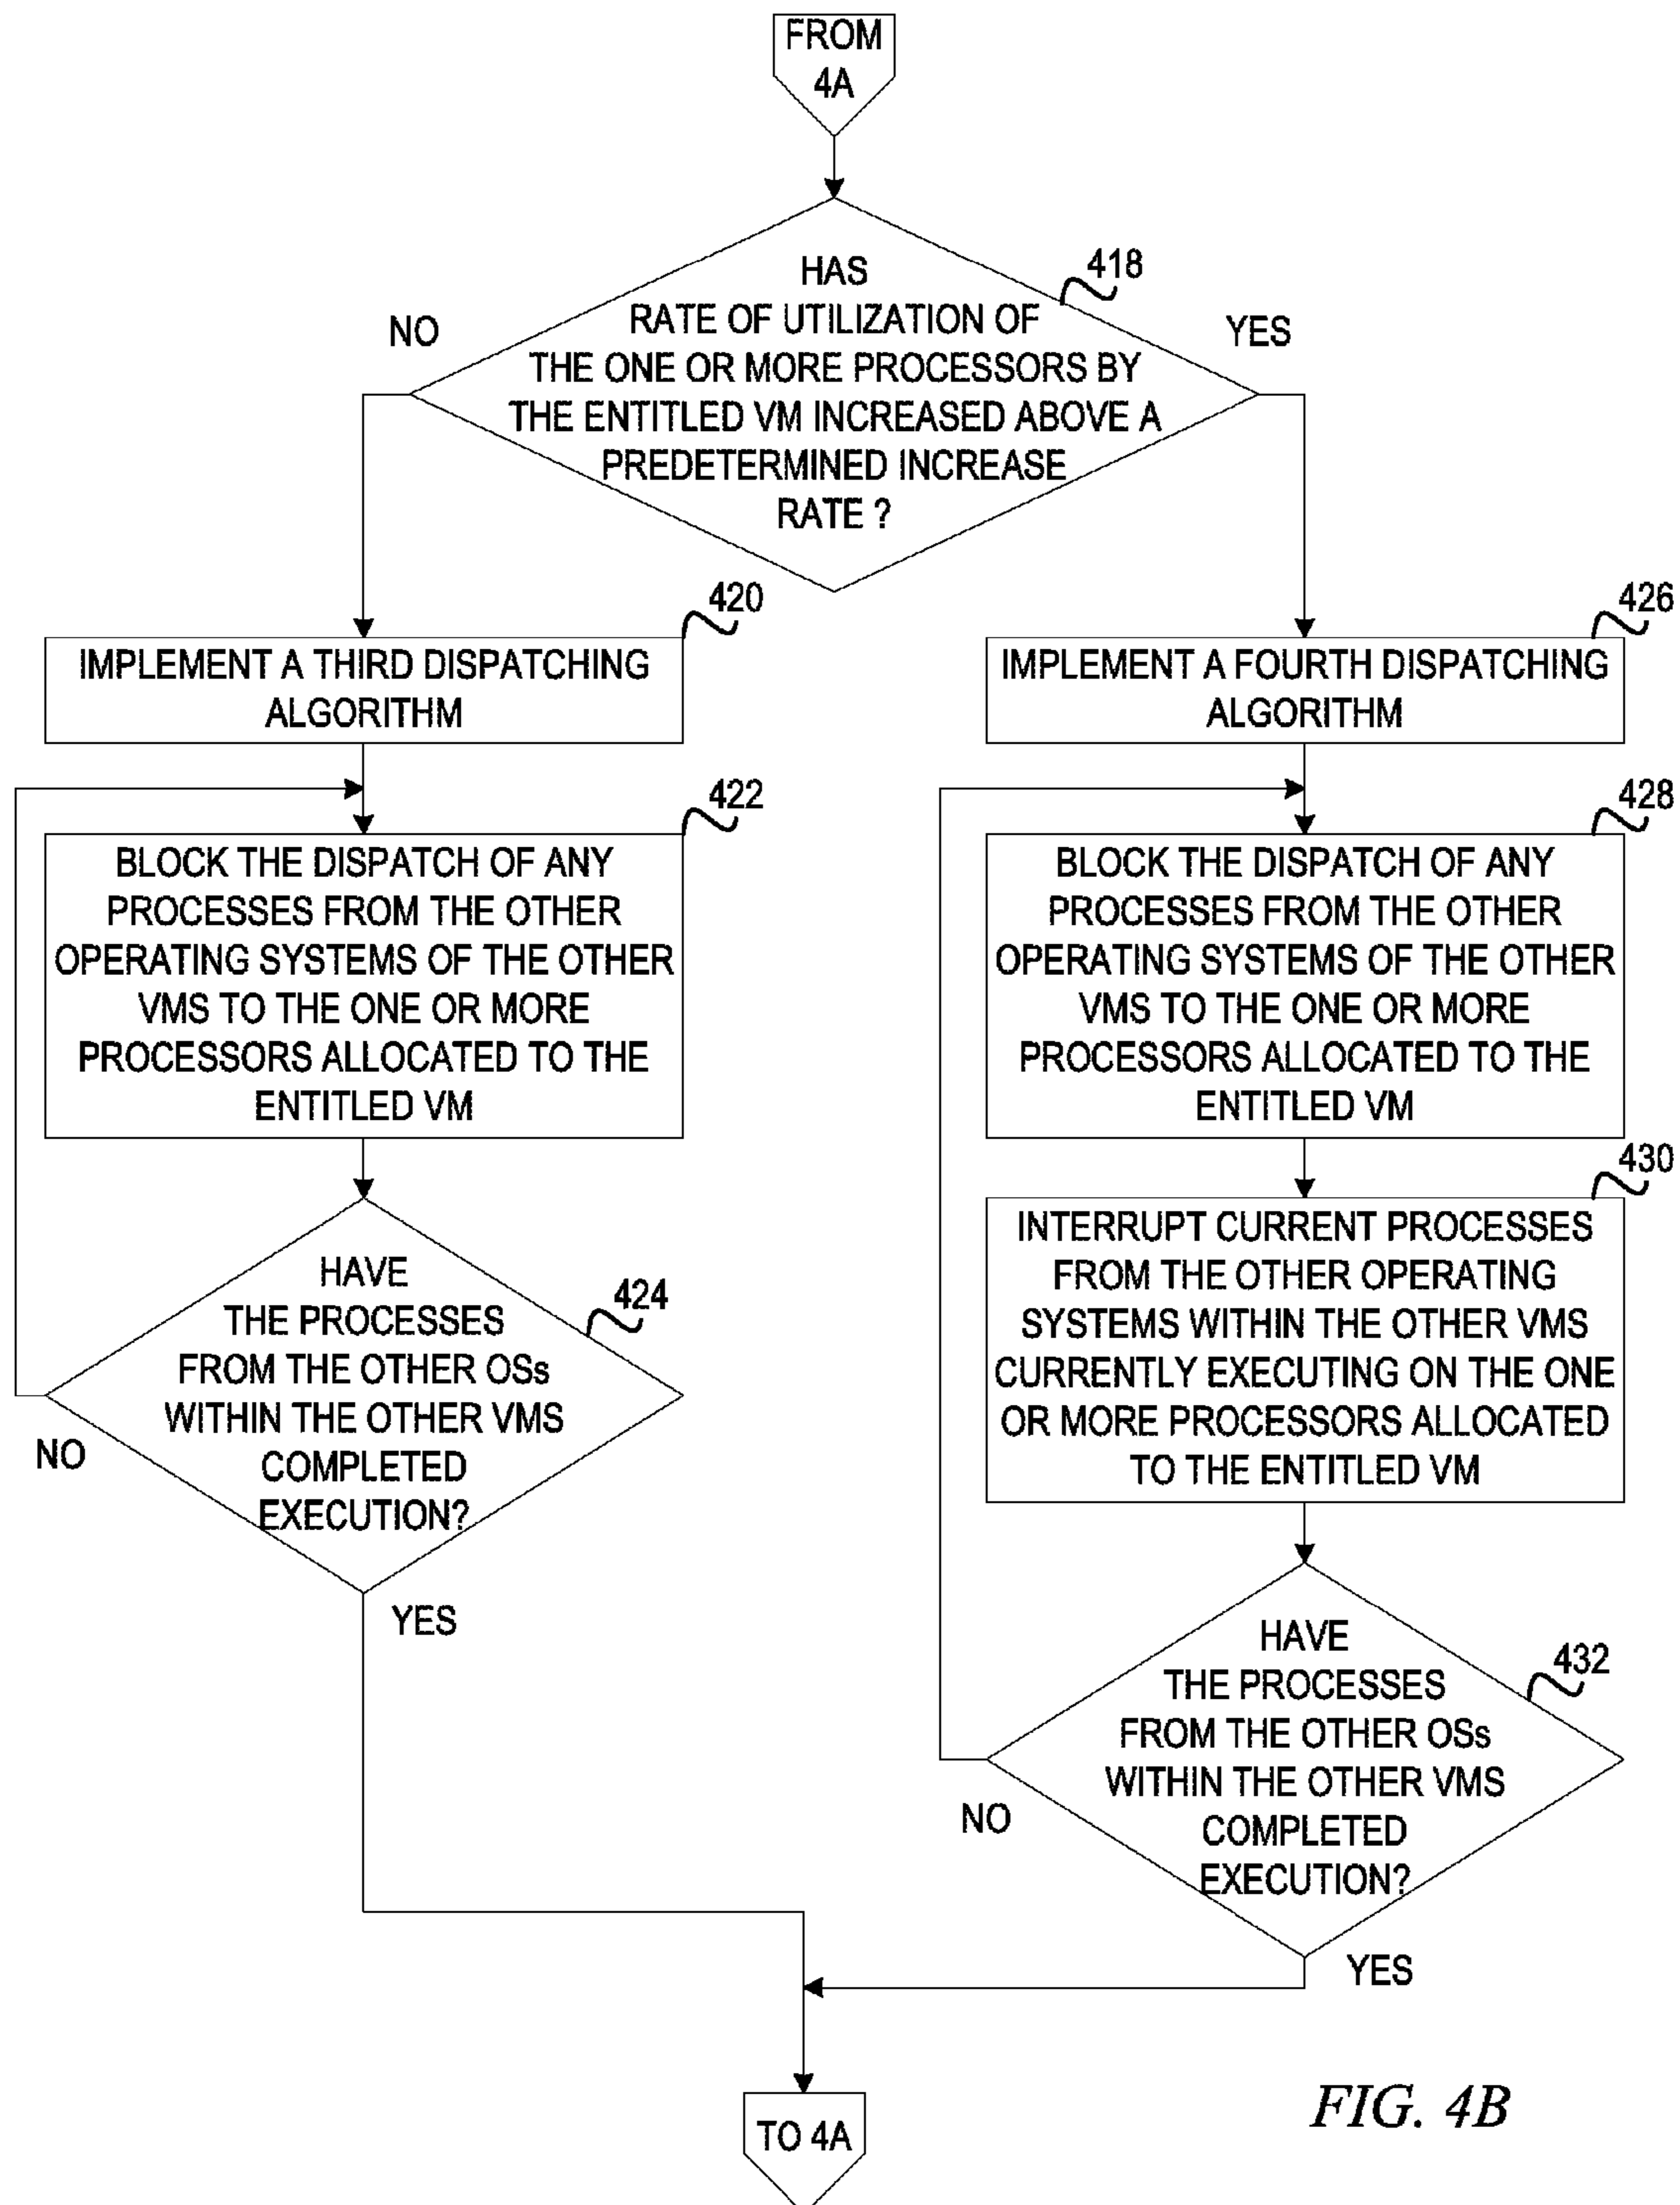 FROM
4A
HAS
RATE OF UTILIZATION OF
THE ONE OR MORE PROCESSORS BY
THE ENTITLED VM INCREASED ABOVE A
PREDETERMINED INCREASE
RATE ?
418
NO
YES
420
IMPLEMENT A THIRD DISPATCHING
ALGORITHM
422
BLOCK THE DISPATCH OF ANY
PROCESSES FROM THE OTHER
OPERATING SYSTEMS OF THE OTHER
VMS TO THE ONE OR MORE
PROCESSORS ALLOCATED TO THE
ENTITLED VM
HAVE
THE PROCESSES
FROM THE OTHER OSs
WITHIN THE OTHER VMS
COMPLETED
EXECUTION?
424
NO
YES
426
IMPLEMENT A FOURTH DISPATCHING
ALGORITHM
428
BLOCK THE DISPATCH OF ANY
PROCESSES FROM THE OTHER
OPERATING SYSTEMS OF THE OTHER
VMS TO THE ONE OR MORE
PROCESSORS ALLOCATED TO THE
ENTITLED VM
430
INTERRUPT CURRENT PROCESSES
FROM THE OTHER OPERATING
SYSTEMS WITHIN THE OTHER VMS
CURRENTLY EXECUTING ON THE ONE
OR MORE PROCESSORS ALLOCATED
TO THE ENTITLED VM
HAVE
THE PROCESSES
FROM THE OTHER OSs
WITHIN THE OTHER VMS
COMPLETED
EXECUTION?
432
NO
YES
TO 4A
FIG. 4B